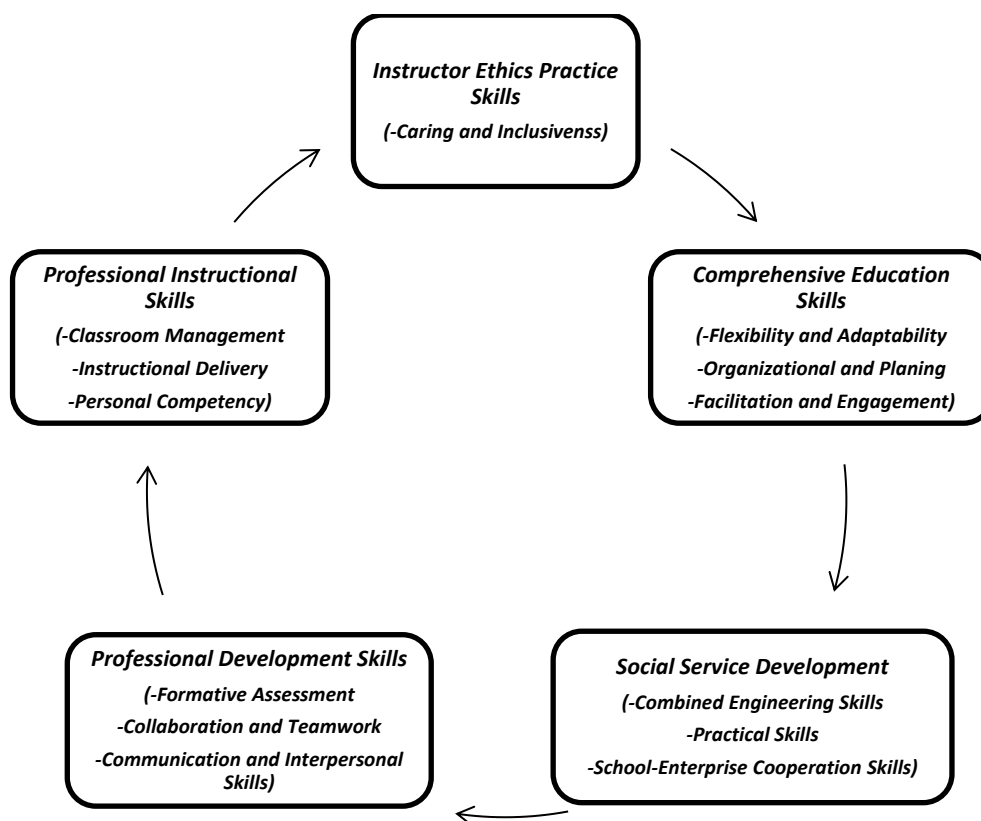 Instructor Ethics Practice
Skills
(-Caring and Inclusivenss)
Professional Instructional
Skills
(-Classroom Management
-Instructional Delivery
-Personal Competency)
Comprehensive Education
Skills
(-Flexibility and Adaptability
-Organizational and Planing
-Facilitation and Engagement)
Professional Development Skills
(-Formative Assessment
-Collaboration and Teamwork
-Communication and Interpersonal
Skills)
Social Service Development
(-Combined Engineering Skills
-Practical Skills
-School-Enterprise Cooperation Skills)